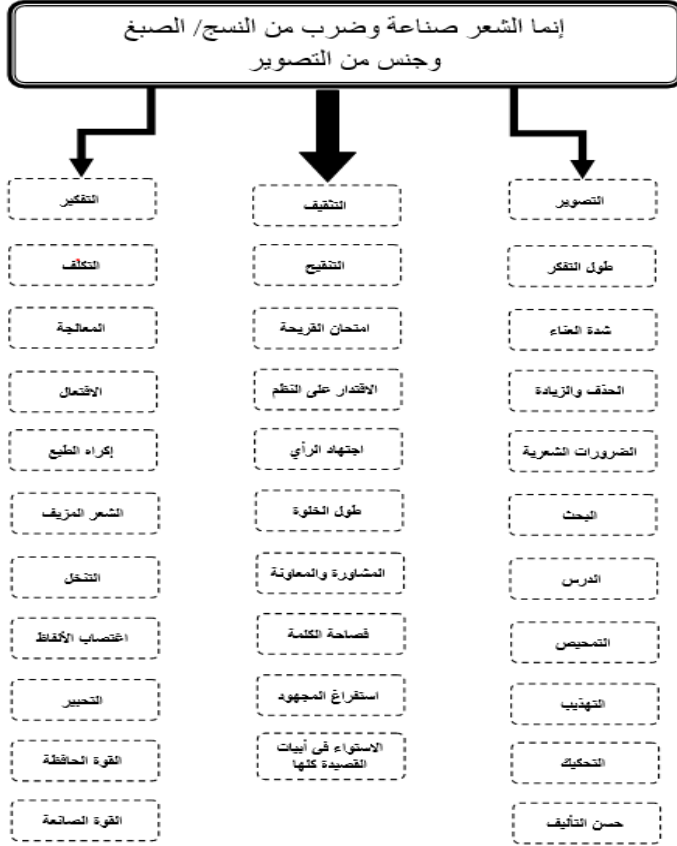 إنما الشعر صناعة وضرب من النسج/ الصبغ
وجنس من التصوير
التصوير
طول التفكر
شدة العناء
الحذف والزيادة
الضرورات الشعرية
البحث
الدرس
التمحيص
التهذيب
التحكيك
حسن التأليف
التثقيف
التنقيح
امتحان القريحة
الاقتدار على النظم
اجتهاد الرأي
طول الخلوة
المشاورة والمعاونة
فصاحة الكلمة
استفراغ المجهود
الاستواء في أبيات
القصيدة كلها
التفكير
التكلف
المعالجة
الافتعال
إكراه الطبع
الشعر المزيف
التنخل
اغتصاب الألفاظ
التحبير
القوة الحافظة
القوة الصانعة